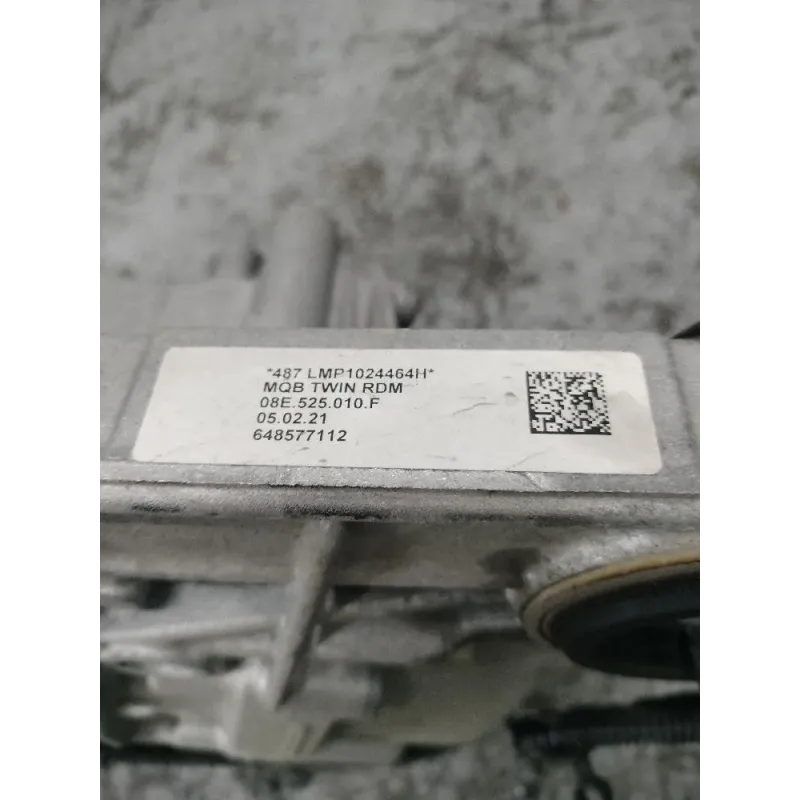 *487 LMP1024464H*
MQB TWIN RDM
08E.525.010.F
05.02.21
648577112